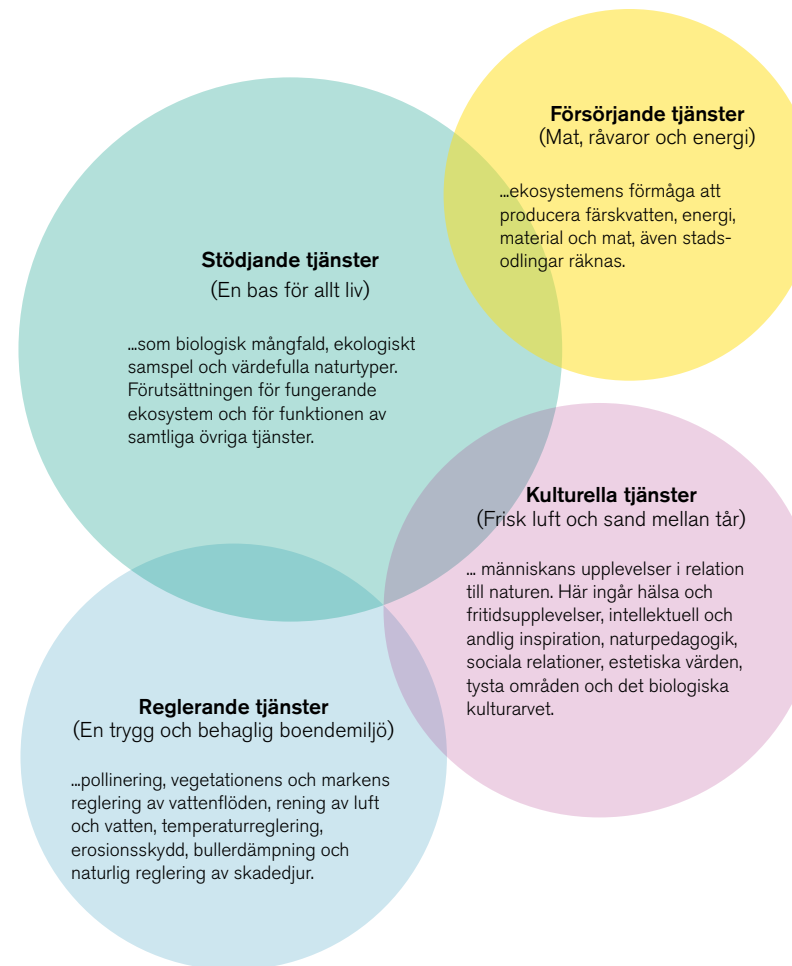 Försörjande tjänster
(Mat, råvaror och energi)
...ekosystemens förmåga att
producera färskvatten, energi,
material och mat, även stads-
odlingar räknas.
Stödjande tjänster
(En bas för allt liv)
...som biologisk mångfald, ekologiskt
samspel och värdefulla naturtyper.
Förutsättningen för fungerande
ekosystem och för funktionen av
samtliga övriga tjänster.
Kulturella tjänster
(Frisk luft och sand mellan tår)
... människans upplevelser i relation
till naturen. Här ingår hälsa och
fritidsupplevelser, intellektuell och
andlig inspiration, naturpedagogik,
sociala relationer, estetiska värden,
tysta områden och det biologiska
kulturarvet.
Reglerande tjänster
(En trygg och behaglig boendemiljö)
...pollinering, vegetationens och markens
reglering av vattenflöden, rening av luft
och vatten, temperaturreglering,
erosionsskydd, bullerdämpning och
naturlig reglering av skadedjur.